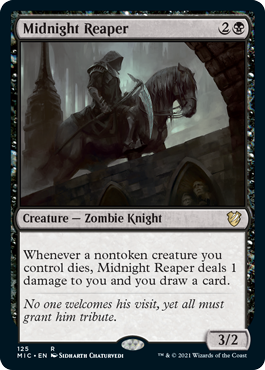 Midnight Reaper 2
Creature — Zombie Knight
Whenever a nontoken creature you
control dies, Midnight Reaper deals 1
damage to you and you draw a card.
No one welcomes his visit, yet all must
grant him tribute.
3/2
125 R
MIC • EN Sidharth Chaturvedi
™ & © 2021 Wizards of the Coast